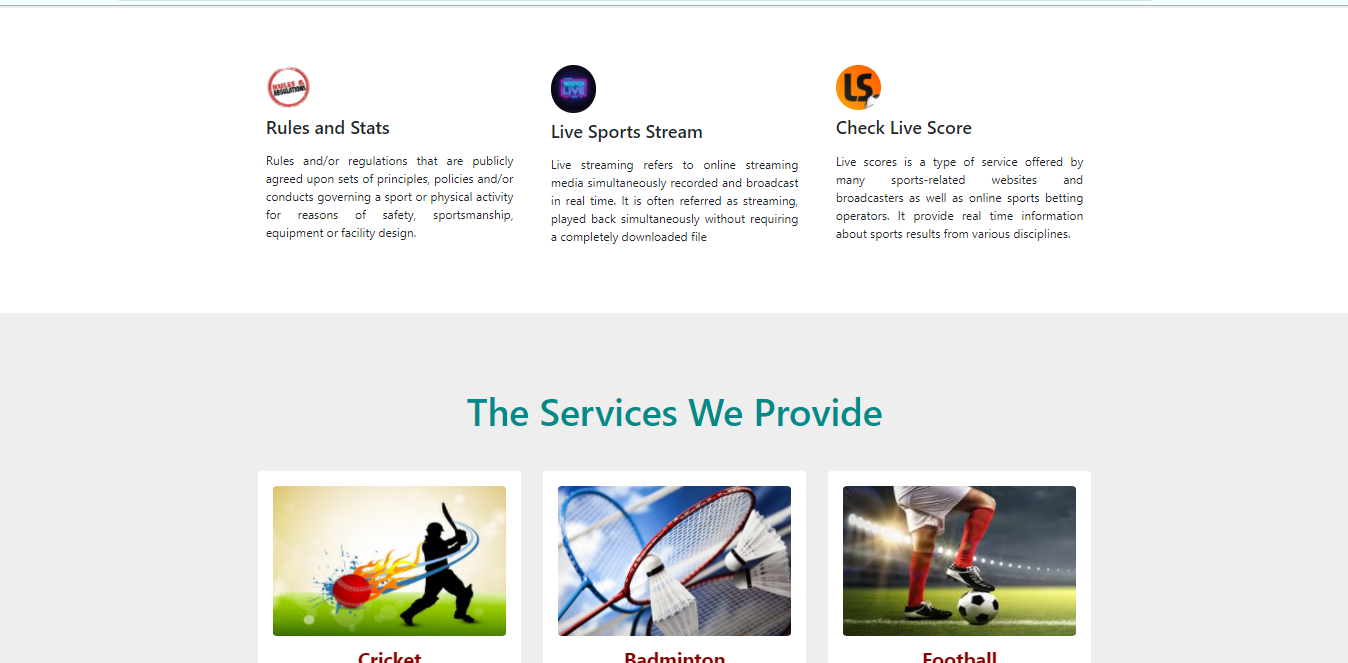 RULES &
REGULATIONS
WATCH
LIVE
LS.
Rules and Stats
Live Sports Stream
Check Live Score
Rules and/or regulations that are publicly
agreed upon sets of principles, policies and/or
conducts governing a sport or physical activity
for reasons of safety, sportsmanship,
equipment or facility design.
Live streaming refers to online streaming
media simultaneously recorded and broadcast
in real time. It is often referred as streaming,
played back simultaneously without requiring
a completely downloaded file
Live scores is a type of service offered by
many sports-related websites and
broadcasters as well as online sports betting
operators. It provide real time information
about sports results from various disciplines.
The Services We Provide
Cricket
Badminton
Football